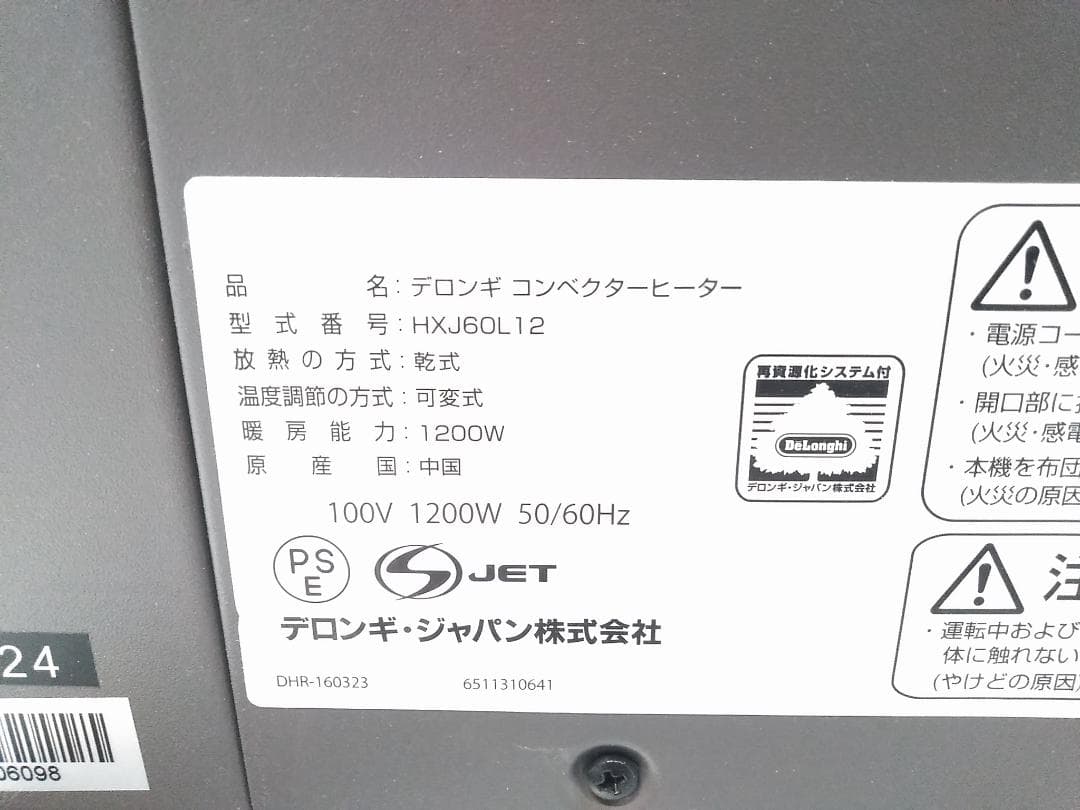 品 名：デロンギ コンベクターヒーター
型 式 番 号：HXJ60L12
放 熱 の 方 式：乾式
温度調節の方式：可変式
暖 房 能 力：1200W
原 産 国：中国
100V 1200W 50/60Hz
PS
E
S JET
デロンギ・ジャパン株式会社
DHR-160323 6511310641
再資源化システム付
DeLonghi
デロンギ・ジャパン株式会社
・電源コー
(火災・感
・開口部に
(火災・感電
・本機を布団
(火災の原因
注
・運転中および
体に触れない
(やけどの原因)
24
06098